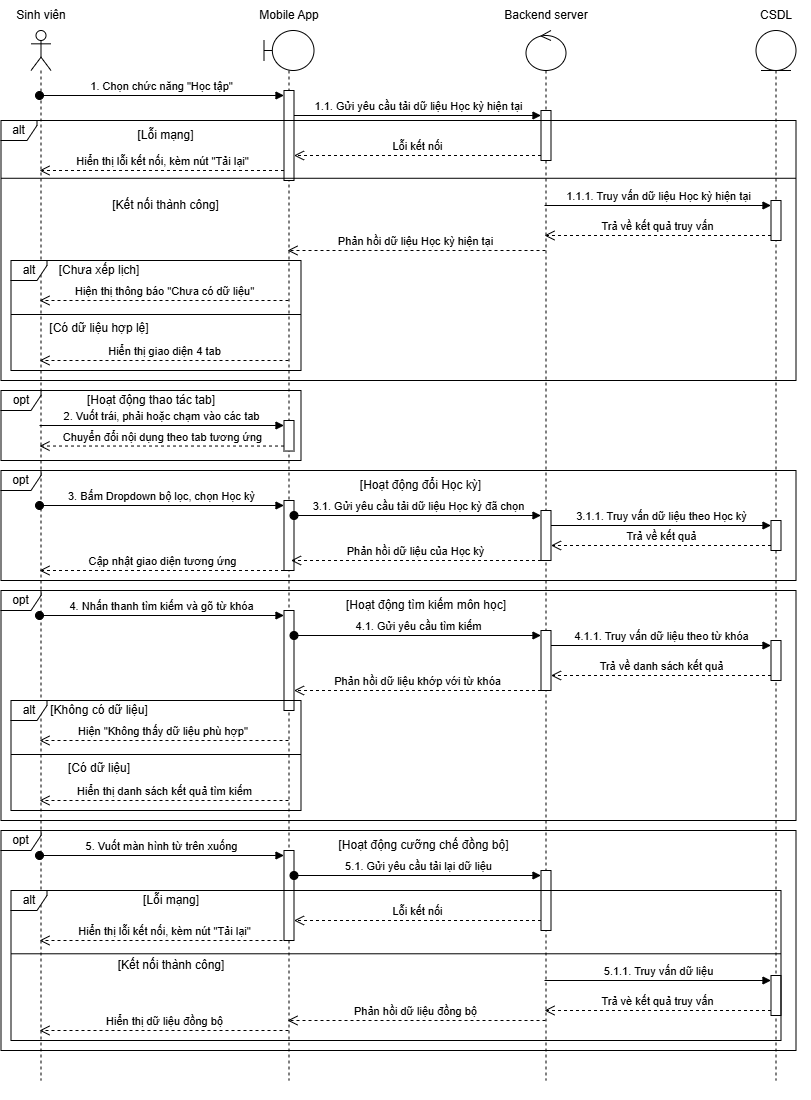 Sinh viên
Mobile App
Backend server
CSDL
1. Chọn chức năng "Học tập"
1.1. Gửi yêu cầu tải dữ liệu Học kỳ hiện tại
alt
[Lỗi mạng]
Lỗi kết nối
Hiển thị lỗi kết nối, kèm nút "Tải lại"
[Kết nối thành công]
1.1.1. Truy vấn dữ liệu Học kỳ hiện tại
Trả về kết quả truy vấn
Phản hồi dữ liệu Học kỳ hiện tại
alt
[Chưa xếp lịch]
Hiện thị thông báo "Chưa có dữ liệu"
[Có dữ liệu hợp lệ]
Hiển thị giao diện 4 tab
opt
[Hoạt động thao tác tab]
2. Vuốt trái, phải hoặc chạm vào các tab
Chuyển đổi nội dụng theo tab tương ứng
opt
[Hoạt động đổi Học kỳ]
3. Bấm Dropdown bộ lọc, chọn Học kỳ
3.1. Gửi yêu cầu tải dữ liệu Học kỳ đã chọn
3.1.1. Truy vấn dữ liệu theo Học kỳ
Trả về kết quả
Phản hồi dữ liệu của Học kỳ
Cập nhật giao diện tương ứng
opt
[Hoạt động tìm kiếm môn học]
4. Nhấn thanh tìm kiếm và gõ từ khóa
4.1. Gửi yêu cầu tìm kiếm
4.1.1. Truy vấn dữ liệu theo từ khóa
Trả về danh sách kết quả
Phản hồi dữ liệu khớp với từ khóa
alt
[Không có dữ liệu]
Hiện "Không thấy dữ liệu phù hợp"
[Có dữ liệu]
Hiển thị danh sách kết quả tìm kiếm
opt
[Hoạt động cưỡng chế đồng bộ]
5. Vuốt màn hình từ trên xuống
5.1. Gửi yêu cầu tải lại dữ liệu
alt
[Lỗi mạng]
Lỗi kết nối
Hiển thị lỗi kết nối, kèm nút "Tải lại"
[Kết nối thành công]
5.1.1. Truy vấn dữ liệu
Trả vè kết quả truy vấn
Phản hồi dữ liệu đồng bộ
Hiển thị dữ liệu đồng bộ